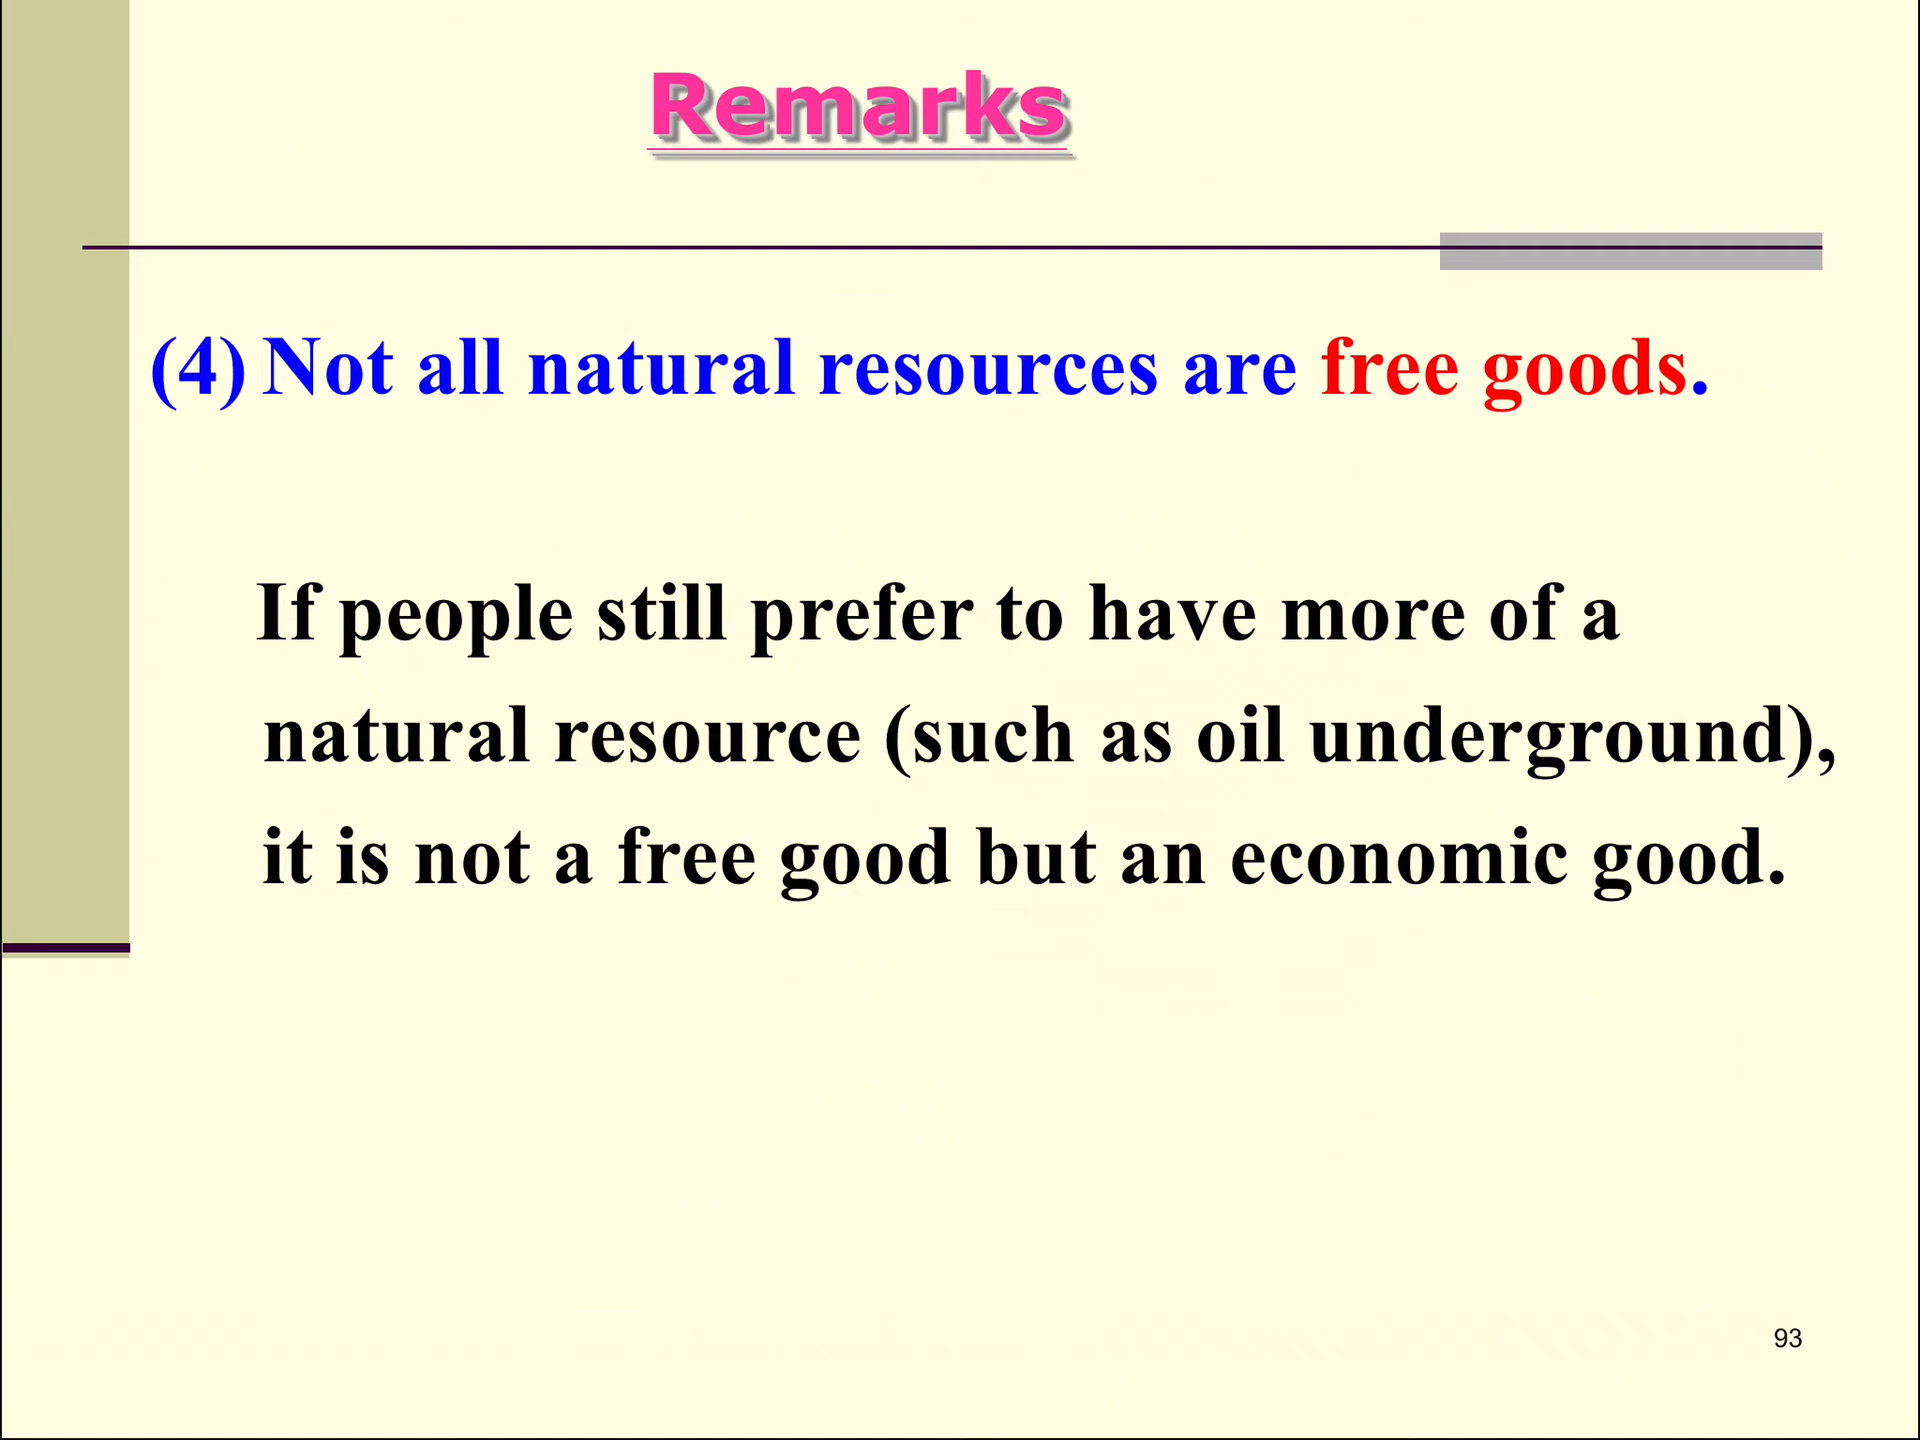 Remarks
(4) Not all natural resources are free goods.
If people still prefer to have more of a
natural resource (such as oil underground),
it is not a free good but an economic good.
93